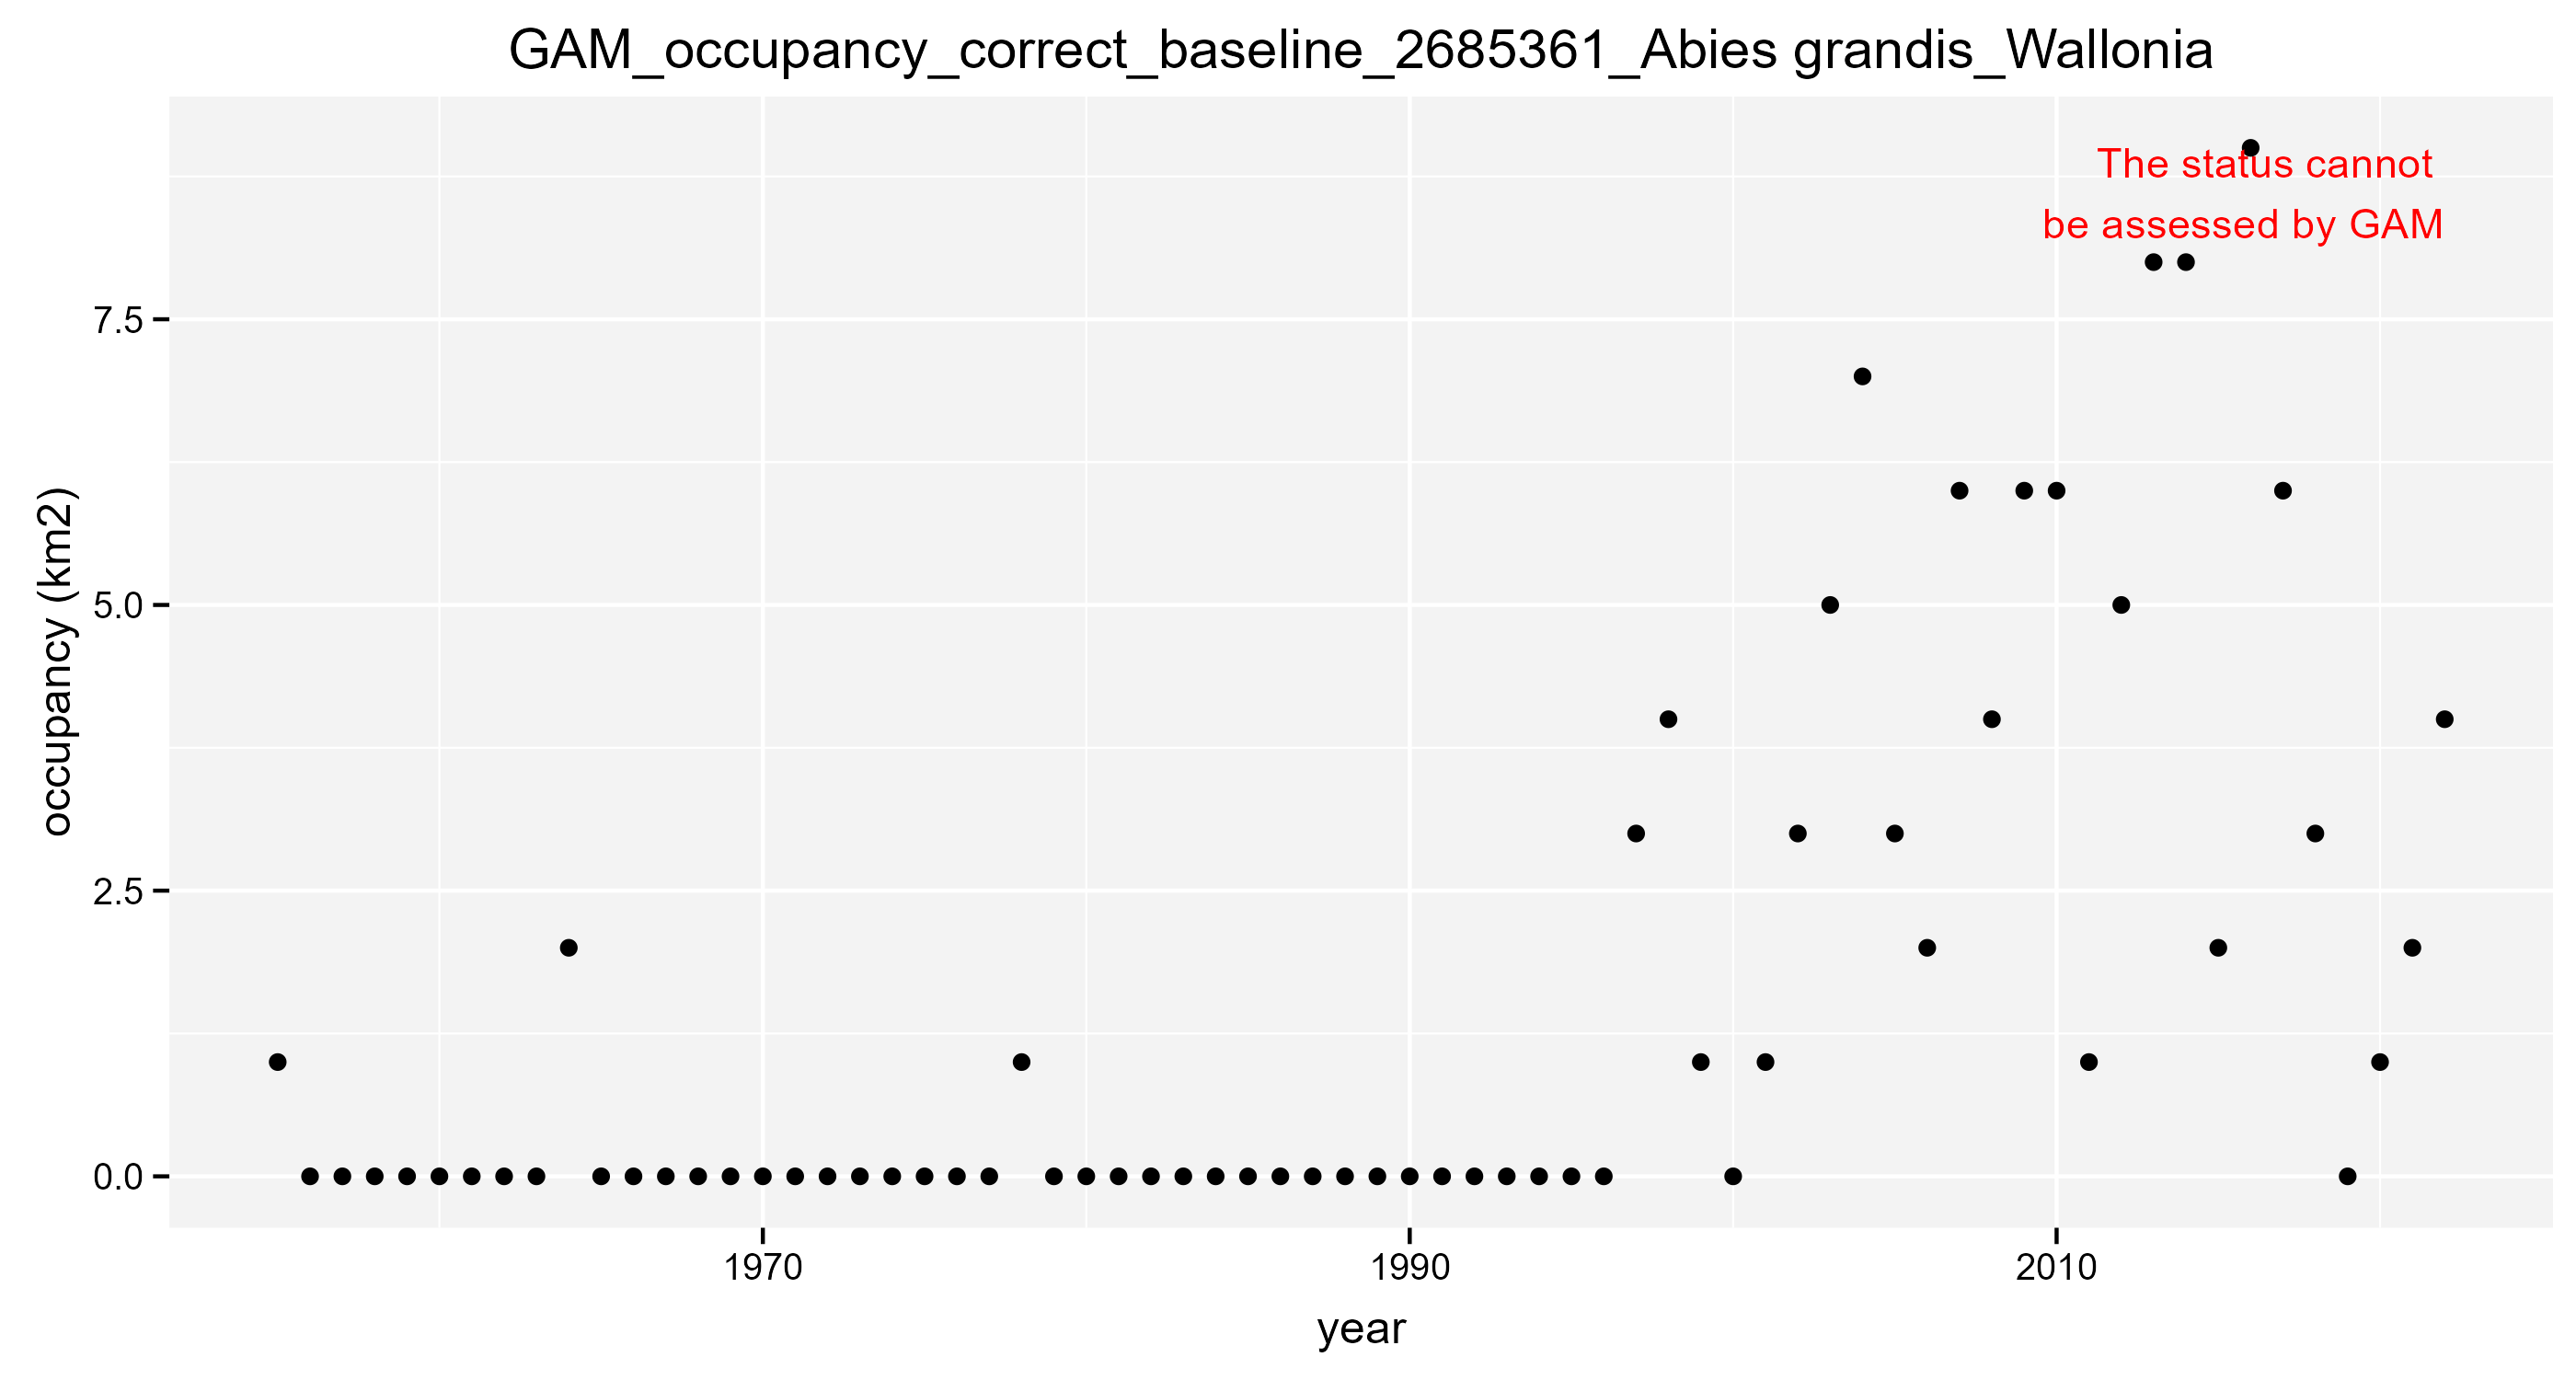 GAM_occupancy_correct_baseline_2685361_Abies grandis_Wallonia
The status cannot
be assessed by GAM
occupancy (km2)
7.5
5.0
2.5
0.0
1970
1990
2010
year